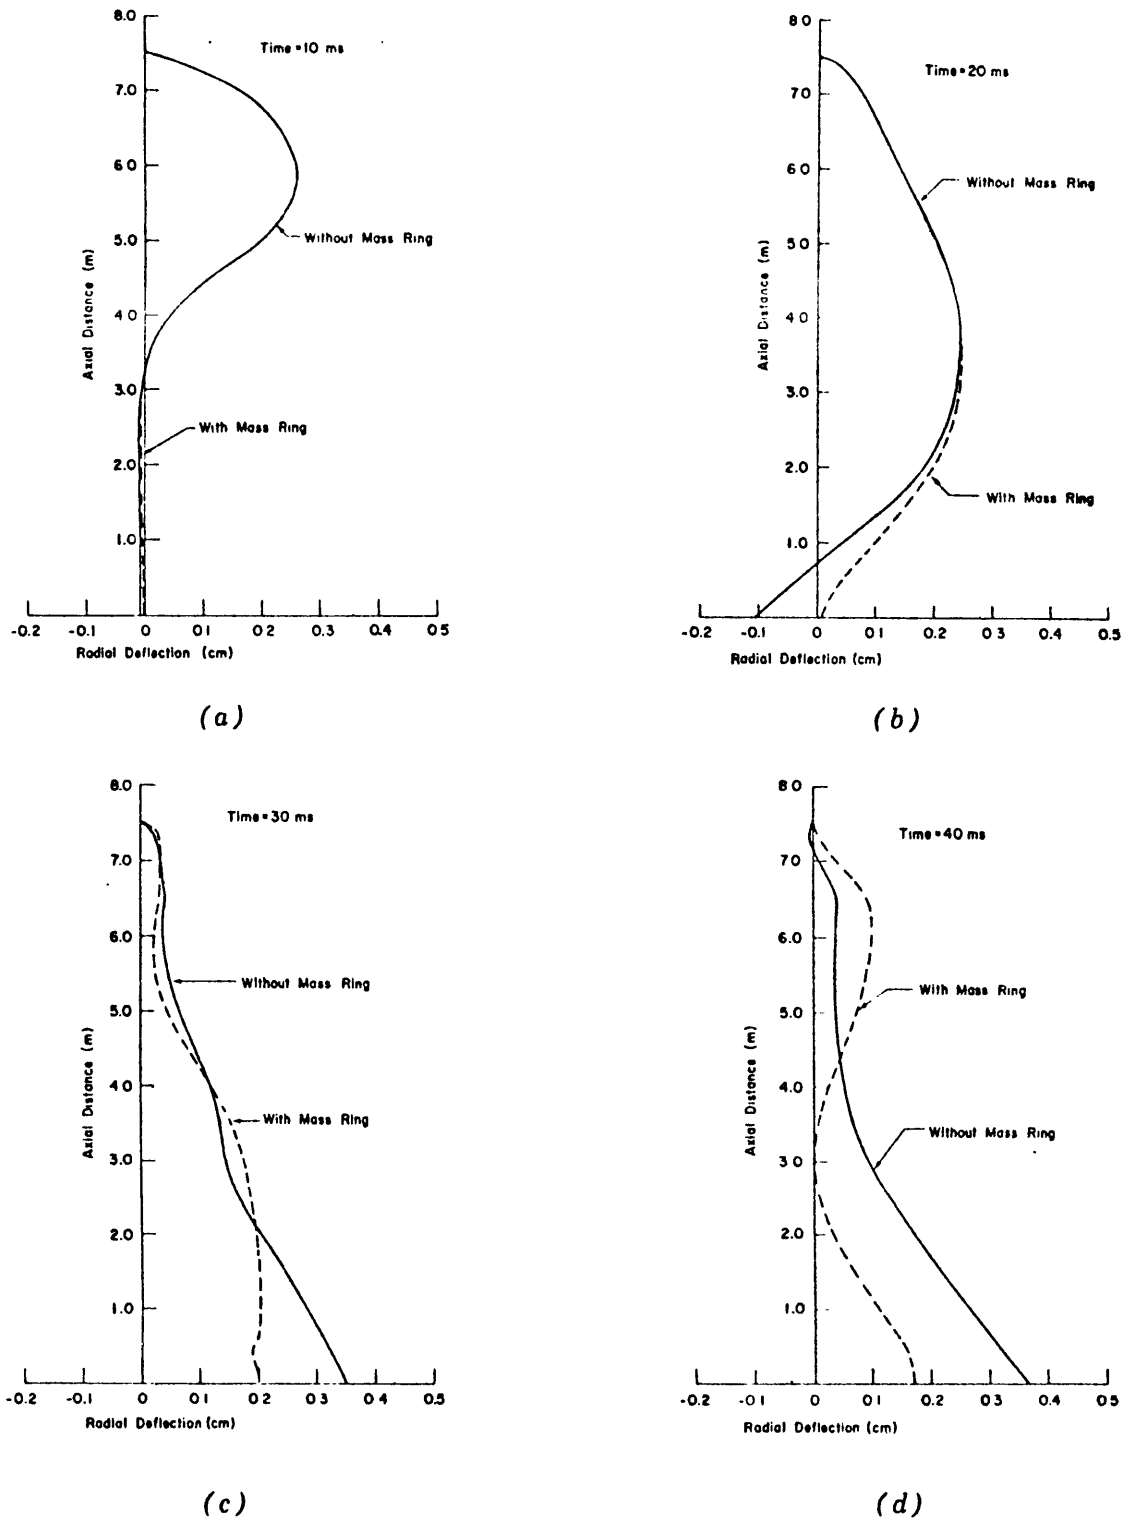 8.0
7.0
6.0
5.0
4.0
3.0
2.0
1.0
Axial Distance (m)
Time=10 ms
Without Mass Ring
With Mass Ring
-0.2 -0.1 0 0.1 0.2 0.3 0.4 0.5
Radial Deflection (cm)
(a)
8.0
7.0
6.0
5.0
4.0
3.0
2.0
1.0
Axial Distance (m)
Time=20 ms
Without Mass Ring
With Mass Ring
-0.2 -0.1 0 0.1 0.2 0.3 0.4 0.5
Radial Deflection (cm)
(b)
8.0
7.0
6.0
5.0
4.0
3.0
2.0
1.0
Axial Distance (m)
Time=30 ms
Without Mass Ring
With Mass Ring
-0.2 -0.1 0 0.1 0.2 0.3 0.4 0.5
Radial Deflection (cm)
(c)
8.0
7.0
6.0
5.0
4.0
3.0
2.0
1.0
Axial Distance (m)
Time=40 ms
With Mass Ring
Without Mass Ring
-0.2 -0.1 0 0.1 0.2 0.3 0.4 0.5
Radial Deflection (cm)
(d)